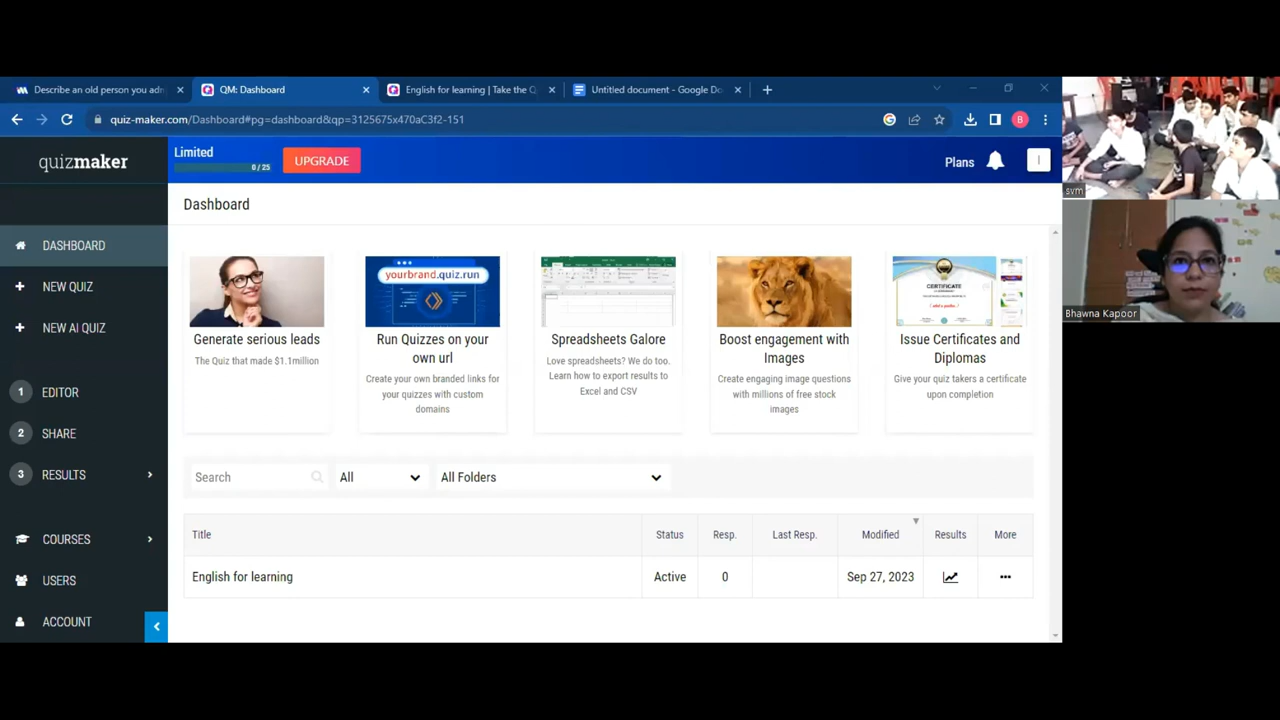 Describe an old person you adm
QM: Dashboard
English for learning | Take the Q
Untitled document - Google Do
quiz-maker.com/Dashboard#pg=dashboard&qp=3125675x470aC3f2-151
B
quizmaker
Limited
0 / 25
UPGRADE
Plans
I
Dashboard
DASHBOARD
NEW QUIZ
NEW AI QUIZ
1 EDITOR
2 SHARE
3 RESULTS
COURSES
USERS
ACCOUNT
Generate serious leads
The Quiz that made $1.1million
yourbrand.quiz.run
Run Quizzes on your
own url
Create your own branded links for
your quizzes with custom
domains
Spreadsheets Galore
Love spreadsheets? We do too.
Learn how to export results to
Excel and CSV
Boost engagement with
Images
Create engaging image questions
with millions of free stock
images
CERTIFICATE
Issue Certificates and
Diplomas
Give your quiz takers a certificate
upon completion
Search
All
All Folders
Title Status Resp. Last Resp. Modified Results More
English for learning Active 0 Sep 27, 2023
svm
Bhawna Kapoor